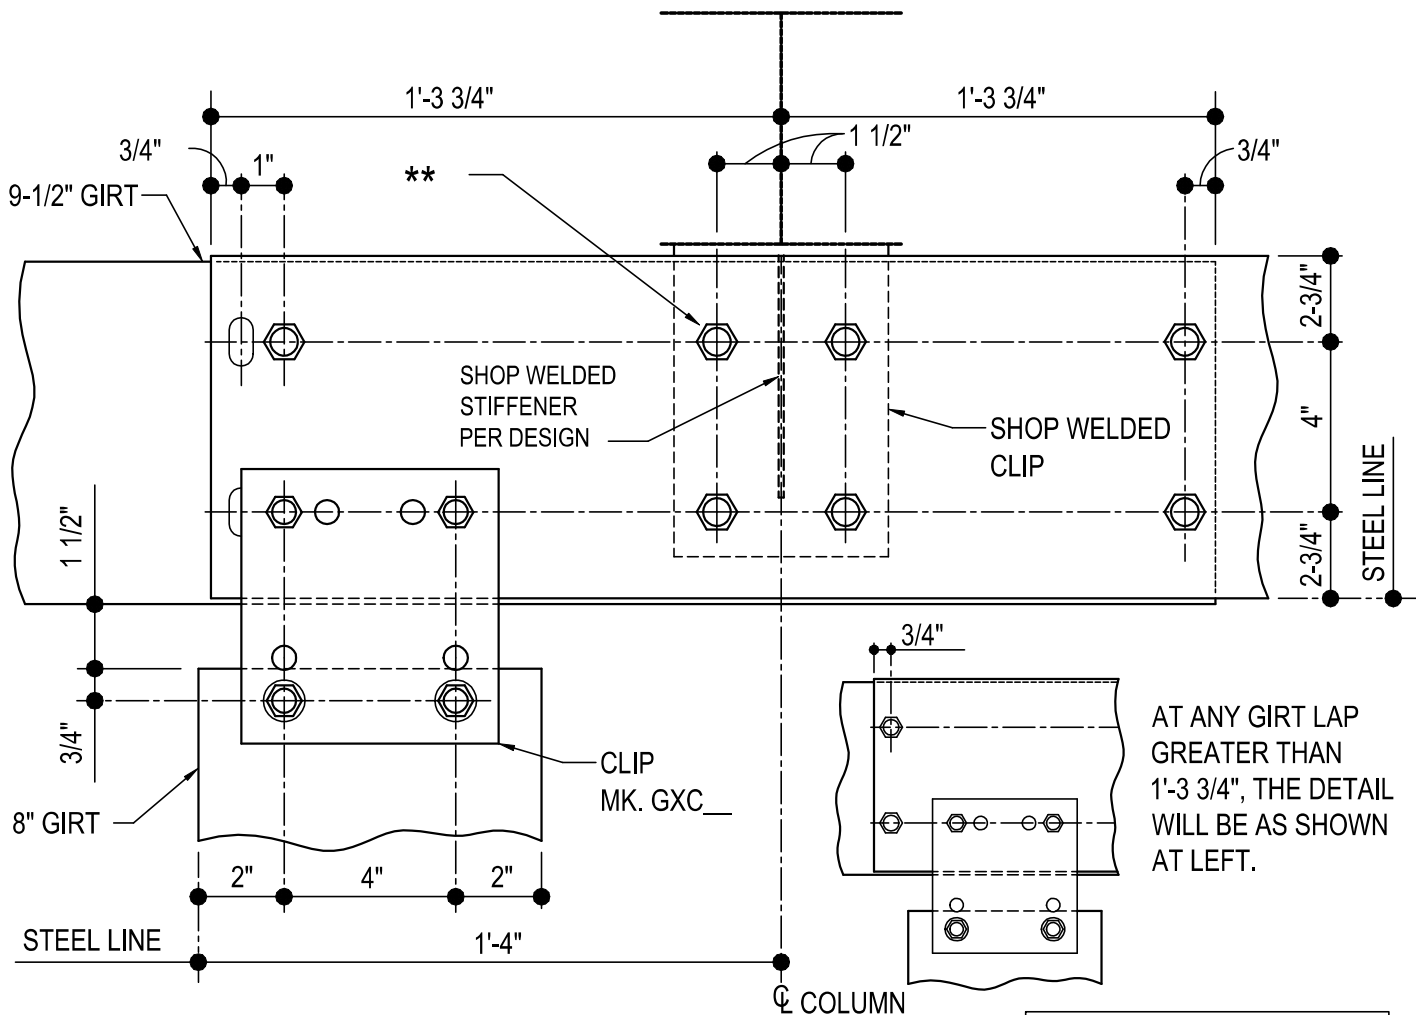 1'-3 3/4"
1'-3 3/4"
3/4"
1"
**
1 1/2"
3/4"
9-1/2" GIRT
2-3/4"
SHOP WELDED
STIFFENER
PER DESIGN
SHOP WELDED
CLIP
4"
STEEL LINE
1 1/2"
2-3/4"
3/4"
3/4"
CLIP
MK. GXC__
8" GIRT
AT ANY GIRT LAP
GREATER THAN
1'-3 3/4", THE DETAIL
WILL BE AS SHOWN
AT LEFT.
2"
4"
2"
STEEL LINE
1'-4"
℄ COLUMN